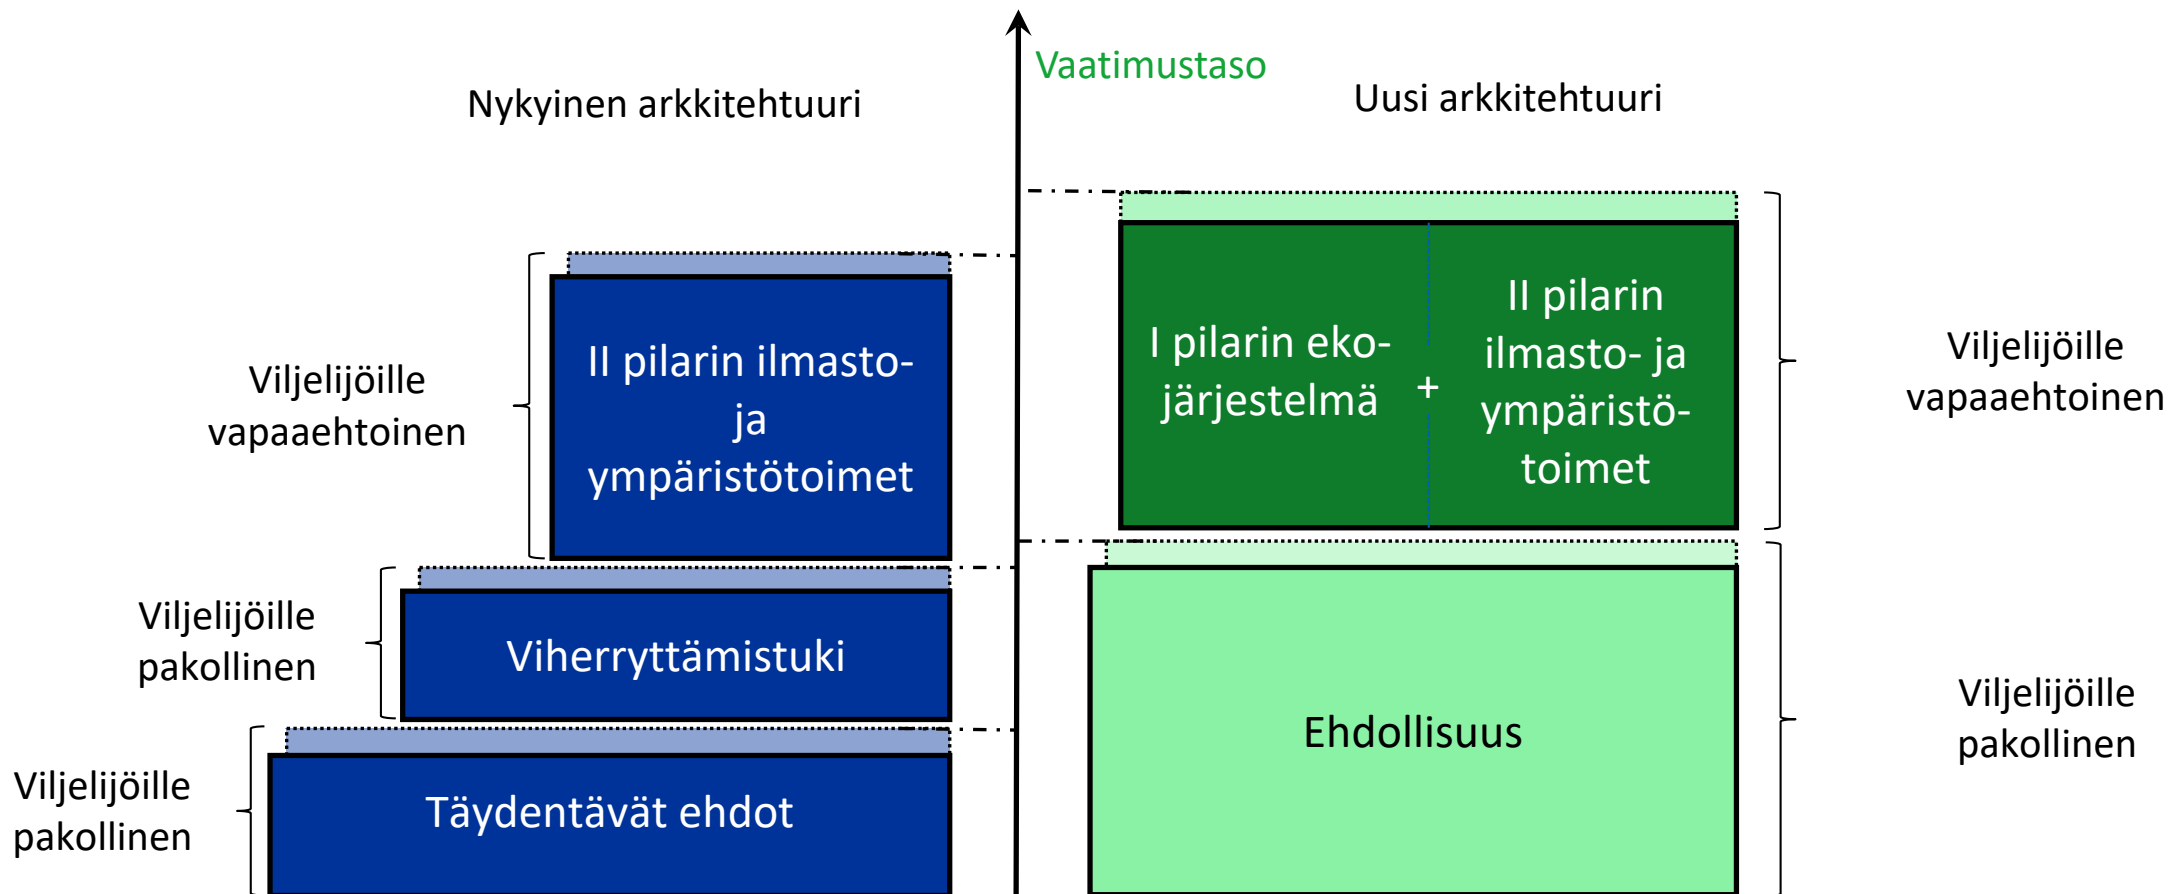 Vaatimustaso
Nykyinen arkkitehtuuri
Uusi arkkitehtuuri
Viljelijöille
vapaaehtoinen
II pilarin ilmasto-
ja
ympäristötoimet
Viljelijöille
pakollinen
Viherryttämistuki
Viljelijöille
pakollinen
Täydentävät ehdot
I pilarin eko-
järjestelmä
+
II pilarin
ilmasto- ja
ympäristö-
toimet
Viljelijöille
vapaaehtoinen
Ehdollisuus
Viljelijöille
pakollinen